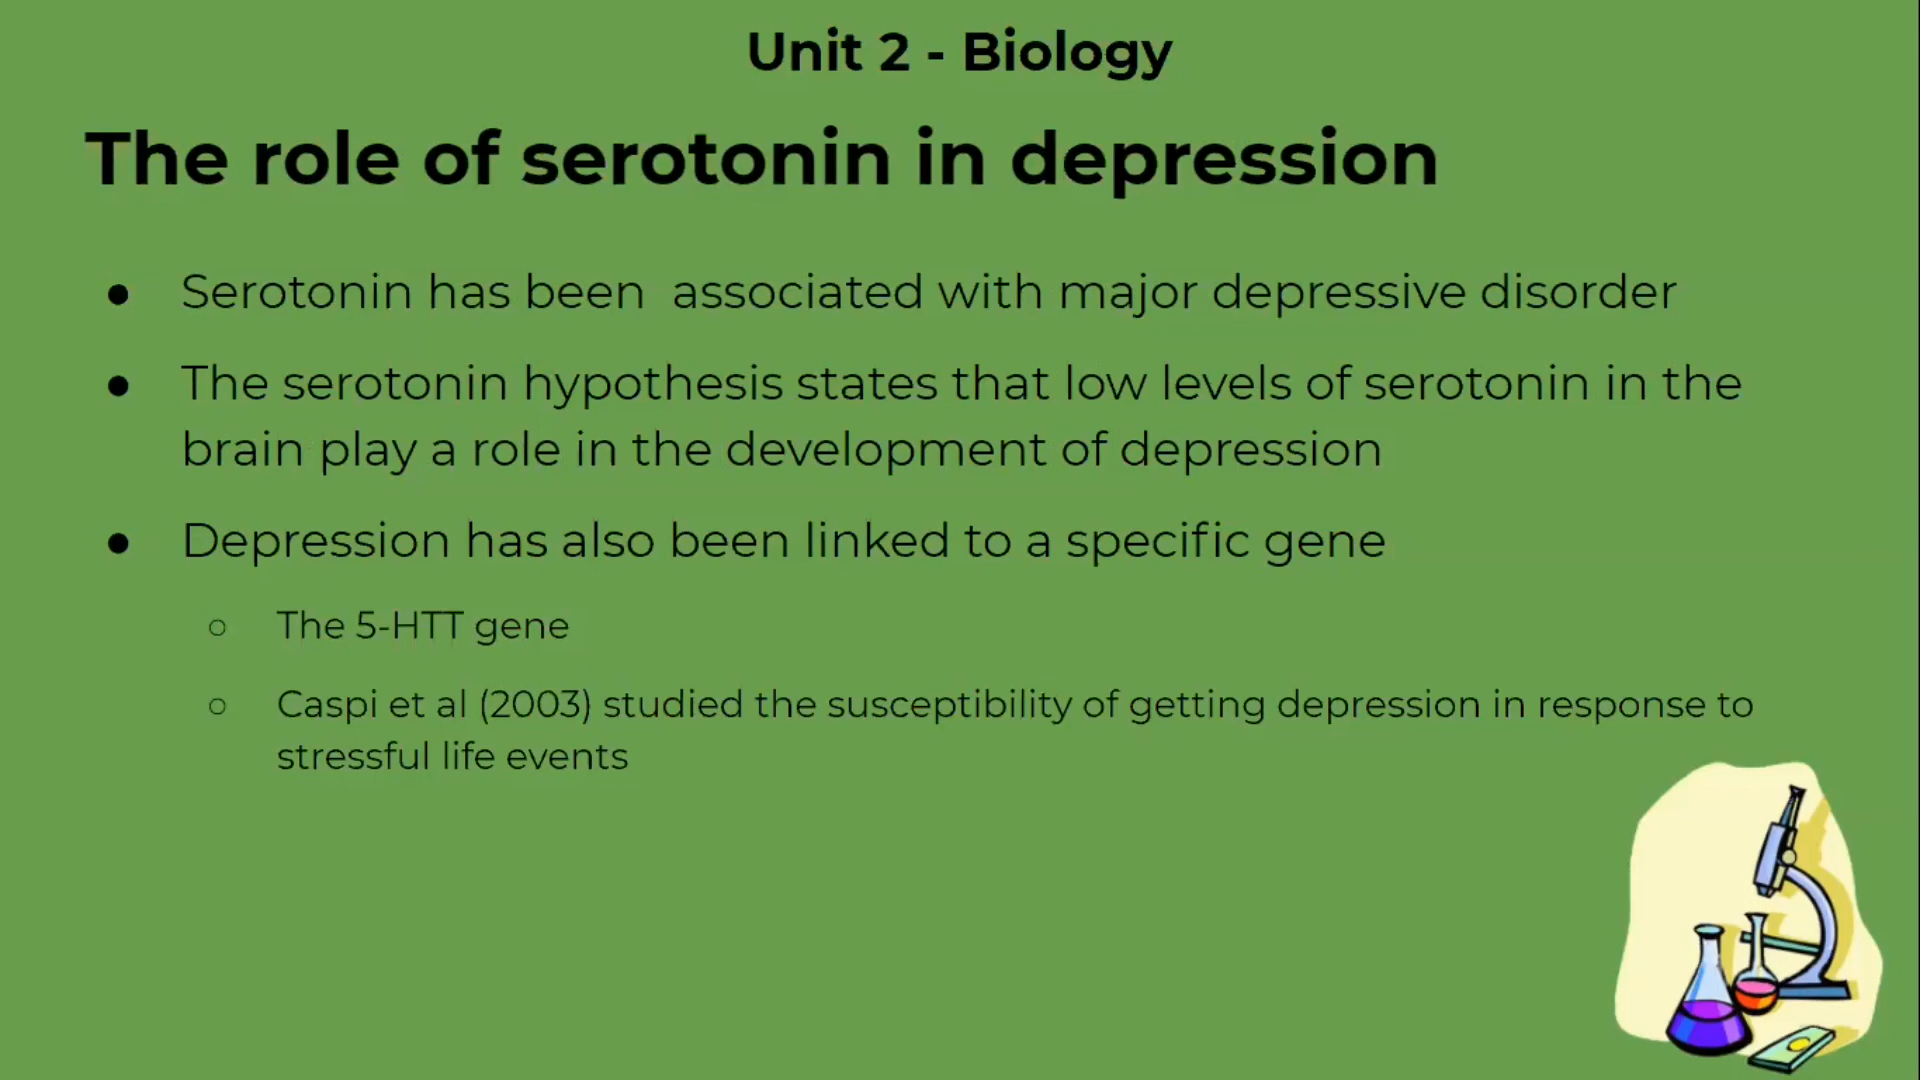 Unit 2 - Biology
The role of serotonin in depression
● Serotonin has been  associated with major depressive disorder
● The serotonin hypothesis states that low levels of serotonin in the
brain play a role in the development of depression
● Depression has also been linked to a specific gene
○ The 5-HTT gene
○ Caspi et al (2003) studied the susceptibility of getting depression in response to
stressful life events